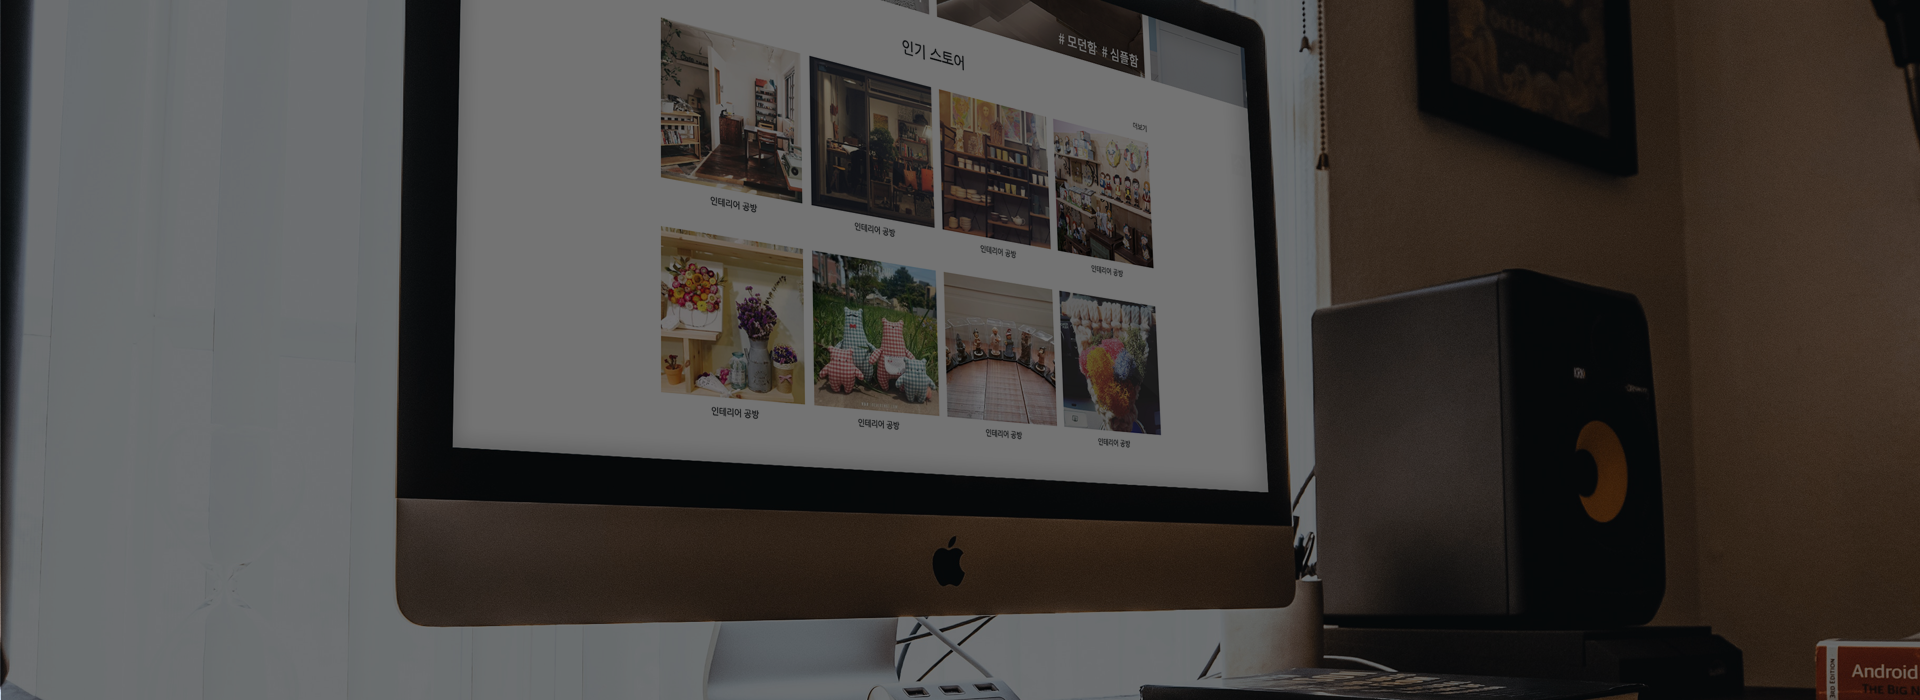 # 모던함 # 심플함
인기 스토어
더보기
인테리어 공방
인테리어 공방
인테리어 공방
인테리어 공방
인테리어 공방
인테리어 공방
인테리어 공방
인테리어 공방
Android
THE BIG
3RD EDITION